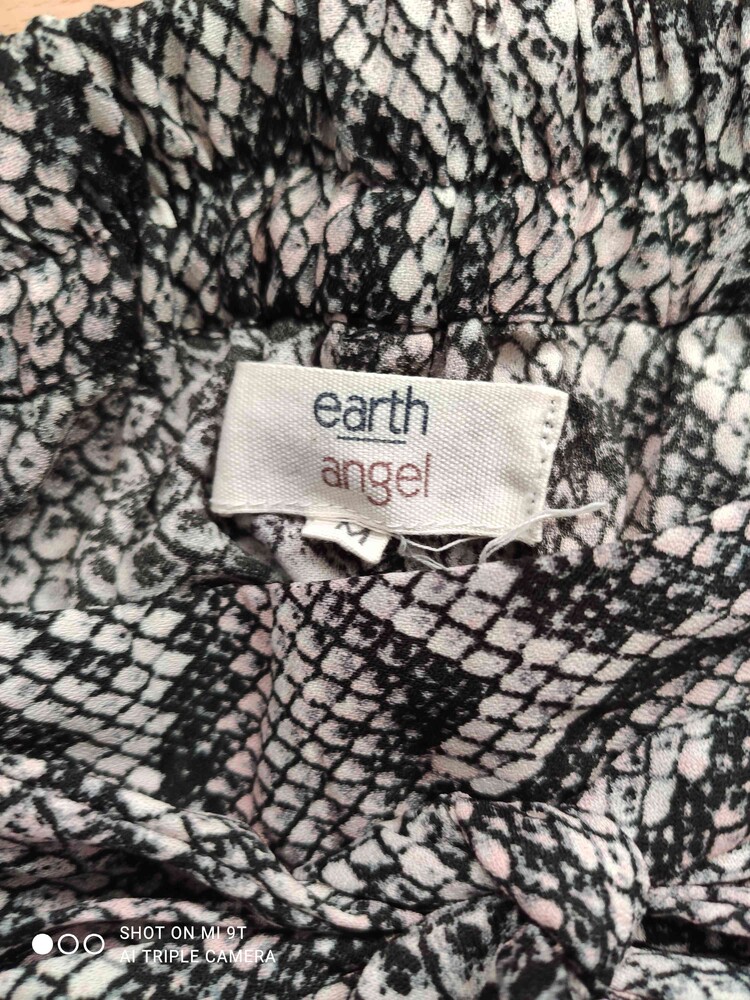 earth
angel
M
SHOT ON MI 9T
AI TRIPLE CAMERA